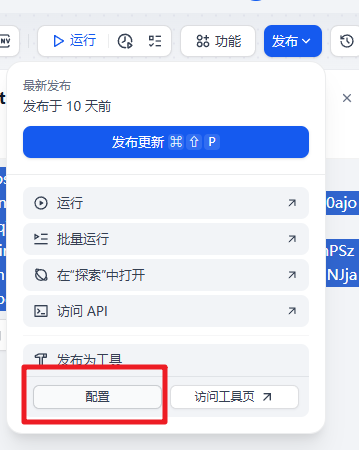 运行
功能
发布
最新发布
发布于 10 天前
发布更新 ⌘ ⇧ P
运行
0ajo
批量运行
PSz
在“探索”中打开
NJja
访问 API
发布为工具
配置
访问工具页